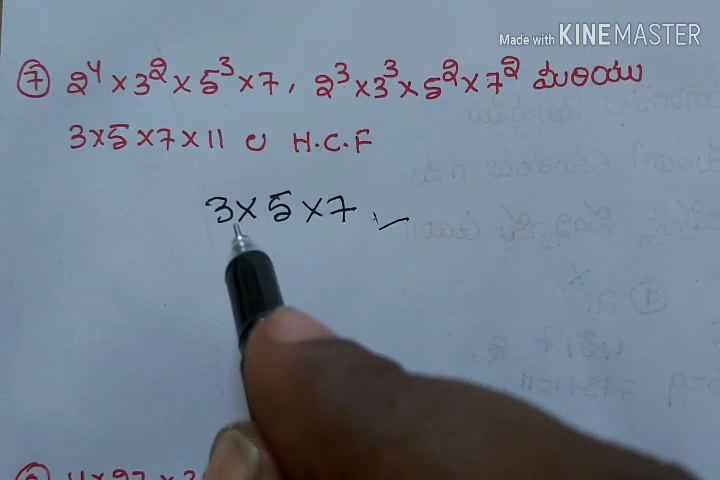 Made with KINEMASTER
⑦ 2⁴ × 3² × 5³ × 7, 2³ × 3³ × 5² × 7² మరియు
3×5×7×11 ల H.C.F
3×5×7